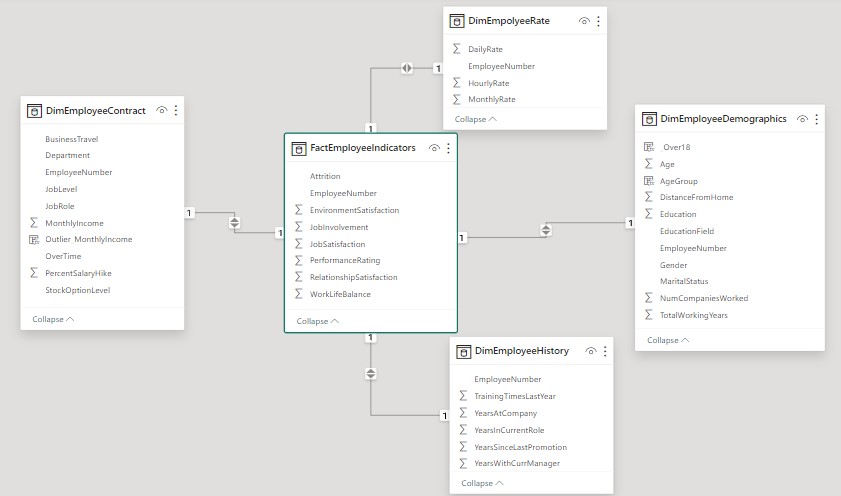 DimEmpolyeeRate
DailyRate
EmployeeNumber
HourlyRate
MonthlyRate
Collapse
1
1
DimEmployeeContract
BusinessTravel
Department
EmployeeNumber
JobLevel
JobRole
MonthlyIncome
Outlier_MonthlyIncome
OverTime
PercentSalaryHike
StockOptionLevel
Collapse
1
1
FactEmployeeIndicators
Attrition
EmployeeNumber
EnvironmentSatisfaction
JobInvolvement
JobSatisfaction
PerformanceRating
RelationshipSatisfaction
WorkLifeBalance
Collapse
1
1
DimEmployeeDemographics
_Over18
Age
AgeGroup
DistanceFromHome
Education
EducationField
EmployeeNumber
Gender
MaritalStatus
NumCompaniesWorked
TotalWorkingYears
Collapse
1
1
DimEmployeeHistory
EmployeeNumber
TrainingTimesLastYear
YearsAtCompany
YearsInCurrentRole
YearsSinceLastPromotion
YearsWithCurrManager
Collapse